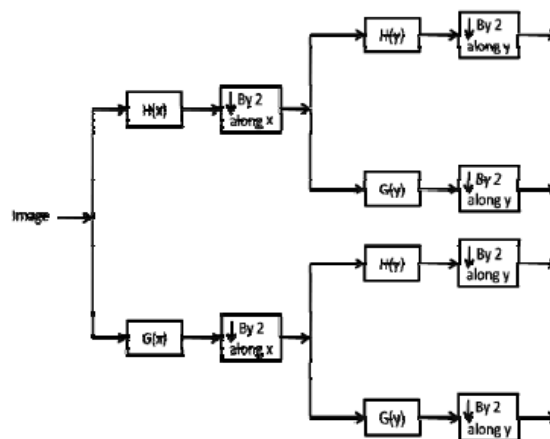 H(y)
↓ By 2
along y
H(x)
↓ By 2
along x
G(y)
↓ By 2
along y
Image
H(y)
↓ By 2
along y
G(x)
↓ By 2
along x
G(y)
↓ By 2
along y